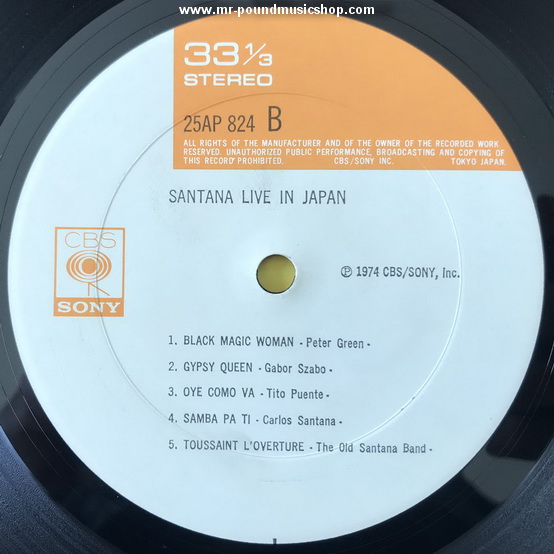 www.mr-poundmusicshop.com
33 1/3
STEREO
25AP 824 B
ALL RIGHTS OF THE MANUFACTURER AND OF THE OWNER OF THE RECORDED WORK
RESERVED. UNAUTHORIZED PUBLIC PERFORMANCE, BROADCASTING AND COPYING OF
THIS RECORD PROHIBITED. CBS/SONY INC. TOKYO JAPAN.
SANTANA LIVE IN JAPAN
CBS
SONY
Ⓟ 1974 CBS/SONY, Inc.
1. BLACK MAGIC WOMAN - Peter Green -
2. GYPSY QUEEN - Gabor Szabo -
3. OYE COMO VA - Tito Puente -
4. SAMBA PA TI - Carlos Santana -
5. TOUSSAINT L'OVERTURE - The Old Santana Band -